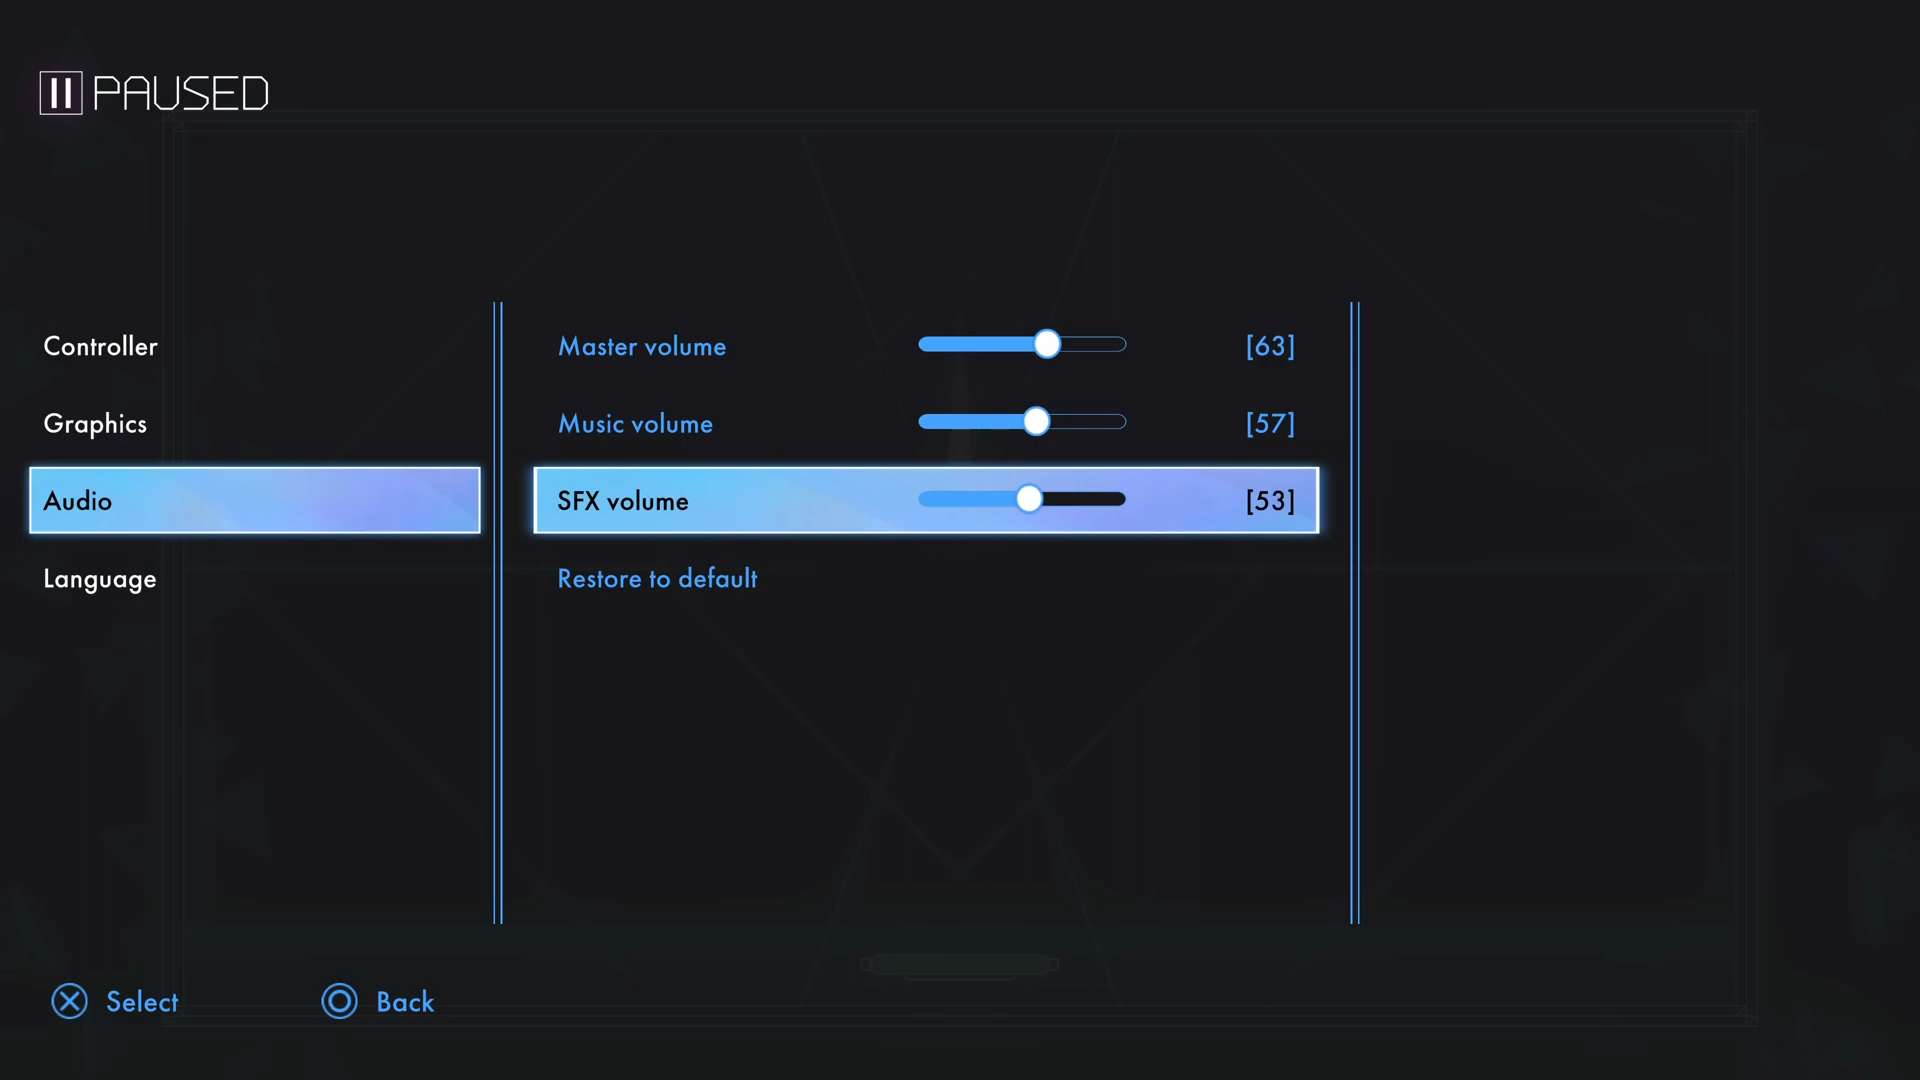 PAUSED
Controller
Graphics
Audio
Language
Master volume [63]
Music volume [57]
SFX volume [53]
Restore to default
Select
Back